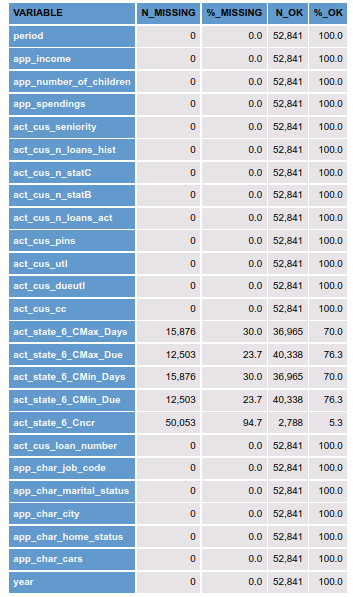 VARIABLE N_MISSING %_MISSING N_OK %_OK
period 0 0.0 52,841 100.0
app_income 0 0.0 52,841 100.0
app_number_of_children 0 0.0 52,841 100.0
app_spendings 0 0.0 52,841 100.0
act_cus_seniority 0 0.0 52,841 100.0
act_cus_n_loans_hist 0 0.0 52,841 100.0
act_cus_n_statC 0 0.0 52,841 100.0
act_cus_n_statB 0 0.0 52,841 100.0
act_cus_n_loans_act 0 0.0 52,841 100.0
act_cus_pins 0 0.0 52,841 100.0
act_cus_utl 0 0.0 52,841 100.0
act_cus_dueutl 0 0.0 52,841 100.0
act_cus_cc 0 0.0 52,841 100.0
act_state_6_CMax_Days 15,876 30.0 36,965 70.0
act_state_6_CMax_Due 12,503 23.7 40,338 76.3
act_state_6_CMin_Days 15,876 30.0 36,965 70.0
act_state_6_CMin_Due 12,503 23.7 40,338 76.3
act_state_6_Cncr 50,053 94.7 2,788 5.3
act_cus_loan_number 0 0.0 52,841 100.0
app_char_job_code 0 0.0 52,841 100.0
app_char_marital_status 0 0.0 52,841 100.0
app_char_city 0 0.0 52,841 100.0
app_char_home_status 0 0.0 52,841 100.0
app_char_cars 0 0.0 52,841 100.0
year 0 0.0 52,841 100.0